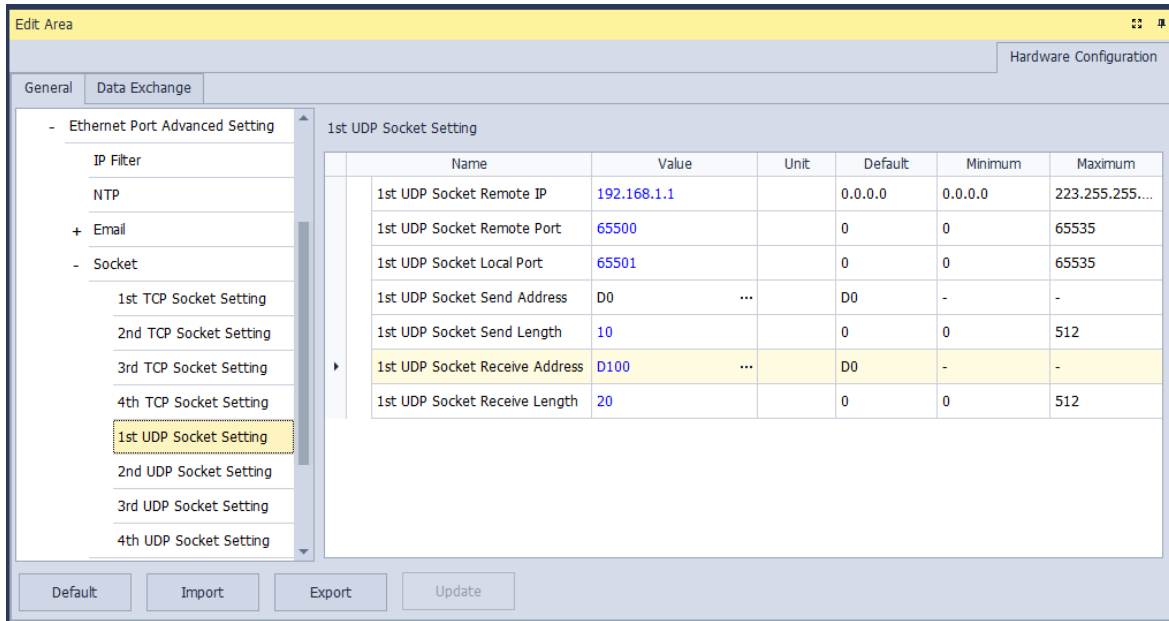 Edit Area
Hardware Configuration
General Data Exchange
- Ethernet Port Advanced Setting
IP Filter
NTP
+ Email
- Socket
1st TCP Socket Setting
2nd TCP Socket Setting
3rd TCP Socket Setting
4th TCP Socket Setting
1st UDP Socket Setting
2nd UDP Socket Setting
3rd UDP Socket Setting
4th UDP Socket Setting
1st UDP Socket Setting
Name Value Unit Default Minimum Maximum
1st UDP Socket Remote IP 192.168.1.1 0.0.0.0 0.0.0.0 223.255.255....
1st UDP Socket Remote Port 65500 0 0 65535
1st UDP Socket Local Port 65501 0 0 65535
1st UDP Socket Send Address D0 ... D0 - -
1st UDP Socket Send Length 10 0 0 512
1st UDP Socket Receive Address D100 ... D0 - -
1st UDP Socket Receive Length 20 0 0 512
Default Import Export Update